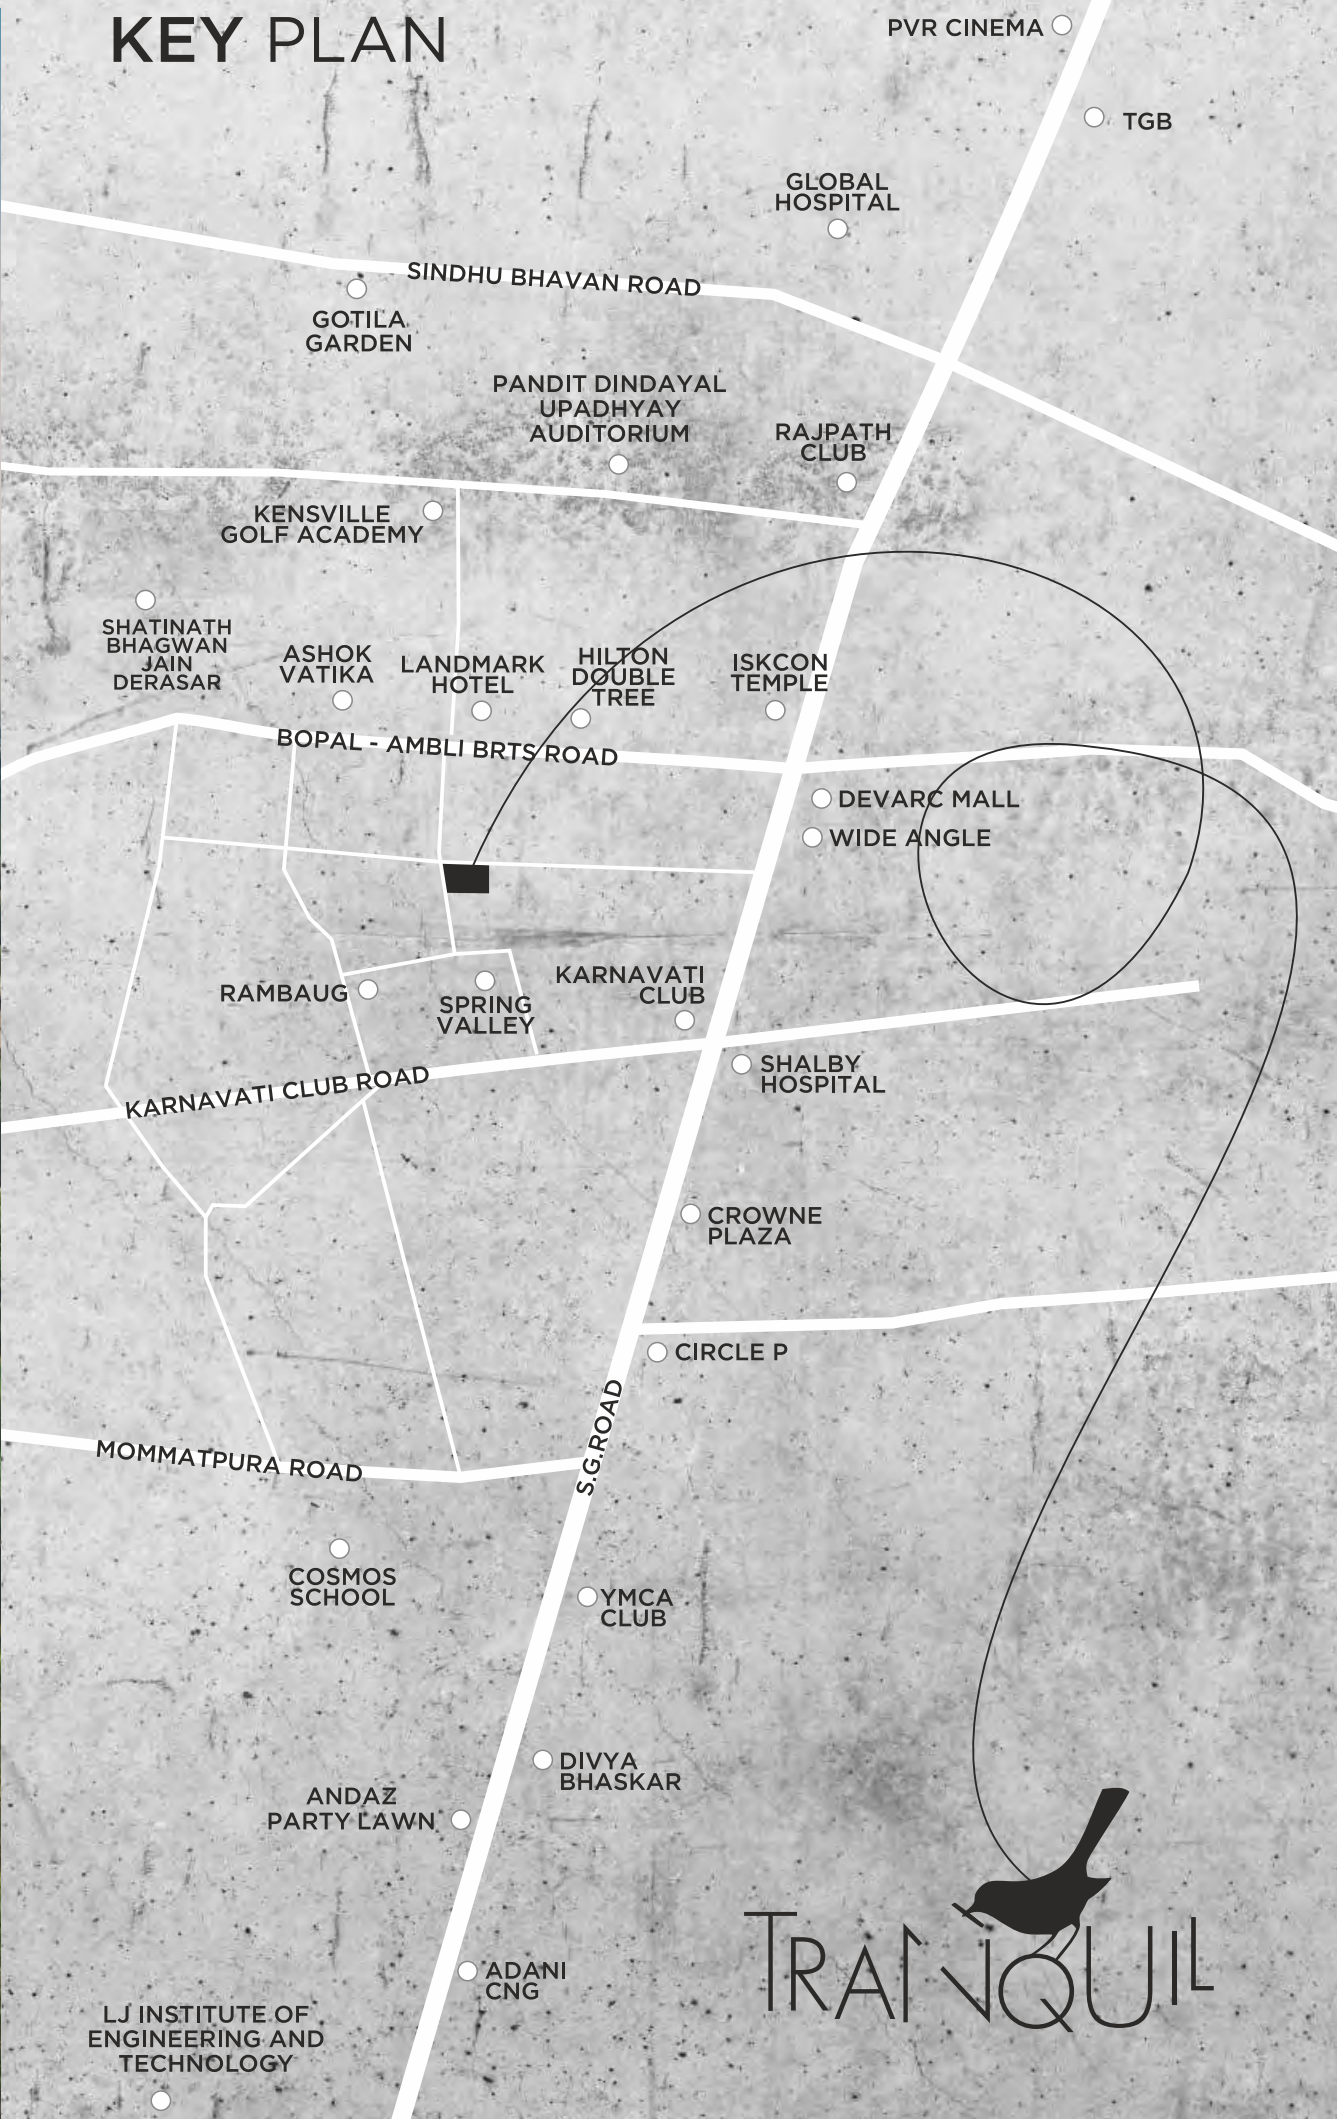 KEY PLAN
PVR CINEMA
TGB
GLOBAL
HOSPITAL
SINDHU BHAVAN ROAD
GOTILA
GARDEN
PANDIT DINDAYAL
UPADHYAY
AUDITORIUM
RAJPATH
CLUB
KENSVILLE
GOLF ACADEMY
SHATINATH
BHAGWAN
JAIN
DERASAR
ASHOK
VATIKA
LANDMARK
HOTEL
HILTON
DOUBLE
TREE
ISKCON
TEMPLE
BOPAL - AMBLI BRTS ROAD
DEVARC MALL
WIDE ANGLE
RAMBAUG
SPRING
VALLEY
KARNAVATI
CLUB
SHALBY
HOSPITAL
KARNAVATI CLUB ROAD
CROWNE
PLAZA
CIRCLE P
S.G.ROAD
MOMMATPURA ROAD
COSMOS
SCHOOL
YMCA
CLUB
DIVYA
BHASKAR
ANDAZ
PARTY LAWN
ADANI
CNG
LJ INSTITUTE OF
ENGINEERING AND
TECHNOLOGY
TRANQUIL